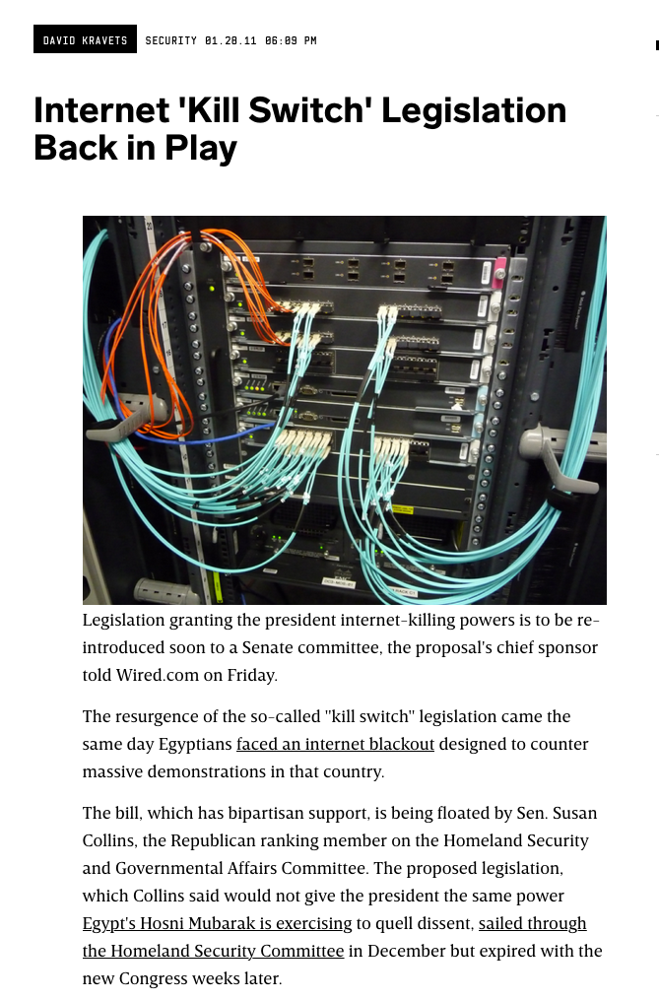 DAVID KRAVETS SECURITY 01.28.11 06:09 PM
Internet 'Kill Switch' Legislation
Back in Play
Legislation granting the president internet-killing powers is to be re-
introduced soon to a Senate committee, the proposal's chief sponsor
told Wired.com on Friday.
The resurgence of the so-called "kill switch" legislation came the
same day Egyptians faced an internet blackout designed to counter
massive demonstrations in that country.
The bill, which has bipartisan support, is being floated by Sen. Susan
Collins, the Republican ranking member on the Homeland Security
and Governmental Affairs Committee. The proposed legislation,
which Collins said would not give the president the same power
Egypt's Hosni Mubarak is exercising to quell dissent, sailed through
the Homeland Security Committee in December but expired with the
new Congress weeks later.